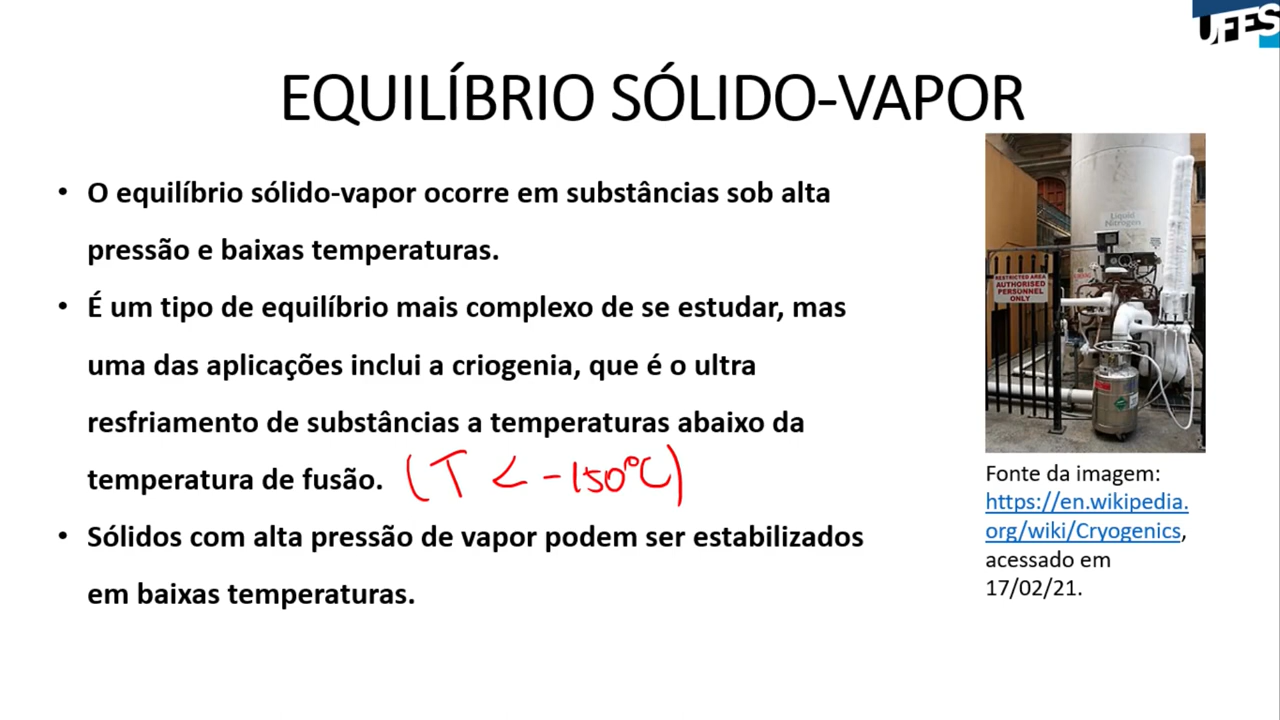 UFES
EQUILÍBRIO SÓLIDO-VAPOR
• O equilíbrio sólido-vapor ocorre em substâncias sob alta
pressão e baixas temperaturas.
• É um tipo de equilíbrio mais complexo de se estudar, mas
uma das aplicações inclui a criogenia, que é o ultra
resfriamento de substâncias a temperaturas abaixo da
temperatura de fusão. (T < -150°C)
• Sólidos com alta pressão de vapor podem ser estabilizados
em baixas temperaturas.
Liquid
Nitrogen
RESTRICTED AREA
AUTHORISED
PERSONNEL
ONLY
Fonte da imagem:
https://en.wikipedia.
org/wiki/Cryogenics,
acessado em
17/02/21.